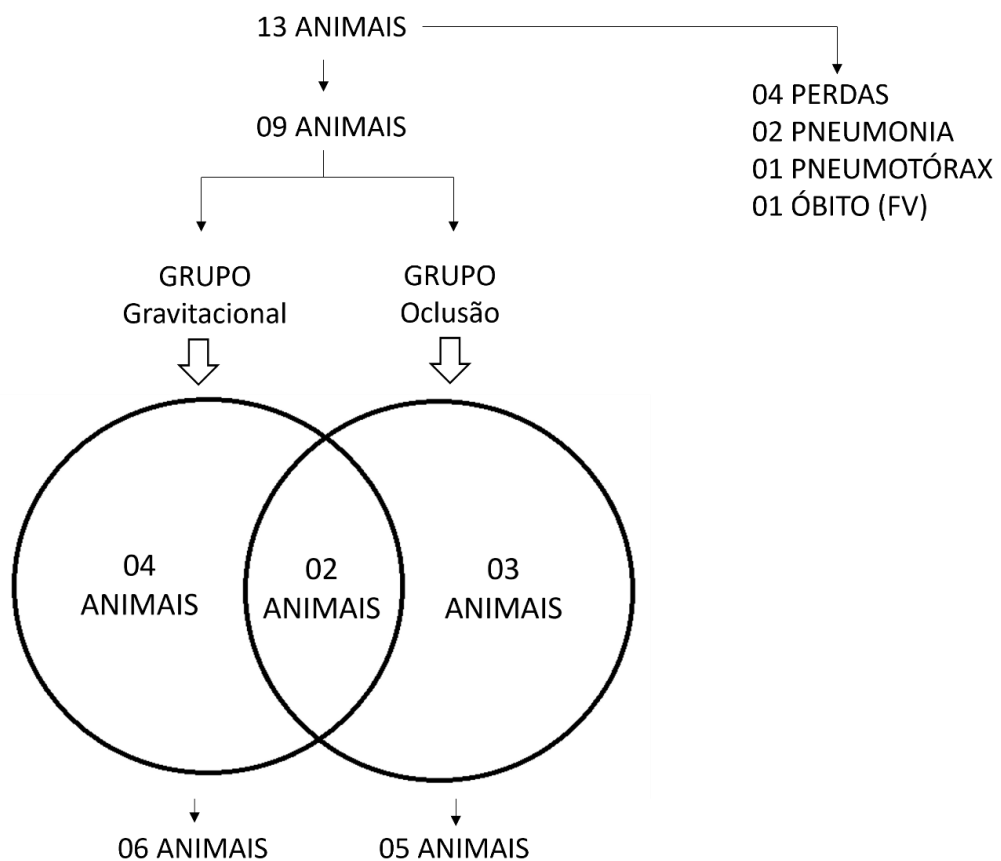 13 ANIMAIS
04 PERDAS
02 PNEUMONIA
01 PNEUMOTÓRAX
01 ÓBITO (FV)
09 ANIMAIS
GRUPO
Gravitacional
GRUPO
Oclusão
04
ANIMAIS
02
ANIMAIS
03
ANIMAIS
06 ANIMAIS
05 ANIMAIS